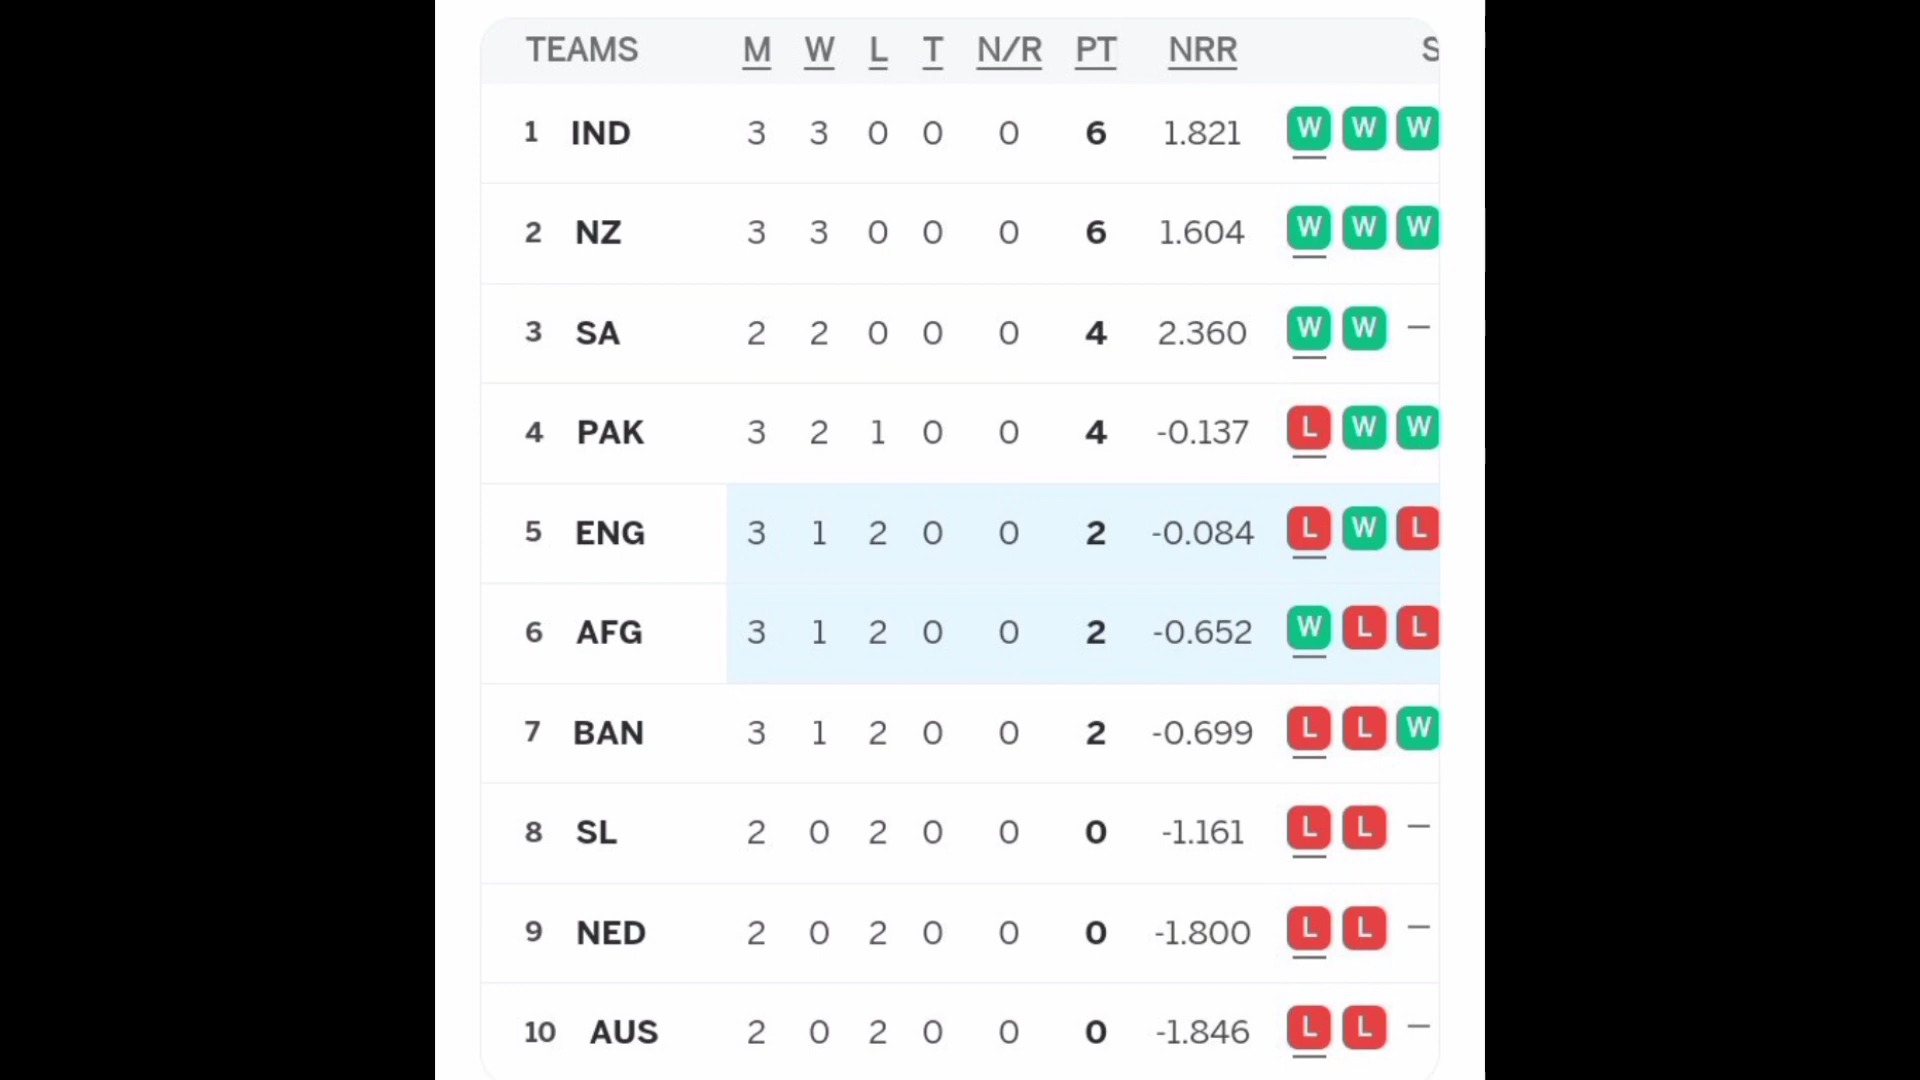 TEAMS M W L T N/R PT NRR S
1 IND 3 3 0 0 0 6 1.821 W W W
2 NZ 3 3 0 0 0 6 1.604 W W W
3 SA 2 2 0 0 0 4 2.360 W W –
4 PAK 3 2 1 0 0 4 -0.137 L W W
5 ENG 3 1 2 0 0 2 -0.084 L W L
6 AFG 3 1 2 0 0 2 -0.652 W L L
7 BAN 3 1 2 0 0 2 -0.699 L L W
8 SL 2 0 2 0 0 0 -1.161 L L –
9 NED 2 0 2 0 0 0 -1.800 L L –
10 AUS 2 0 2 0 0 0 -1.846 L L –